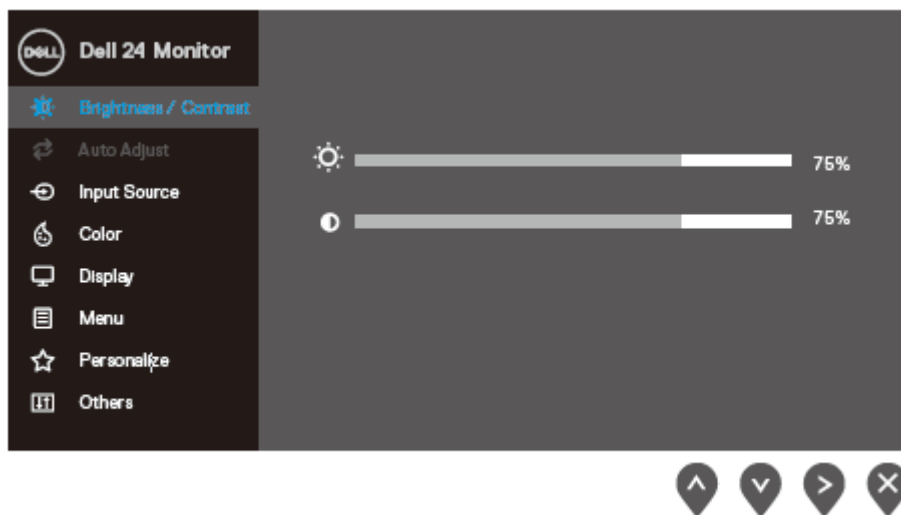 DELL Dell 24 Monitor
Brightness / Contrast
Auto Adjust
75%
Input Source
75%
Color
Display
Menu
Personalize
Others